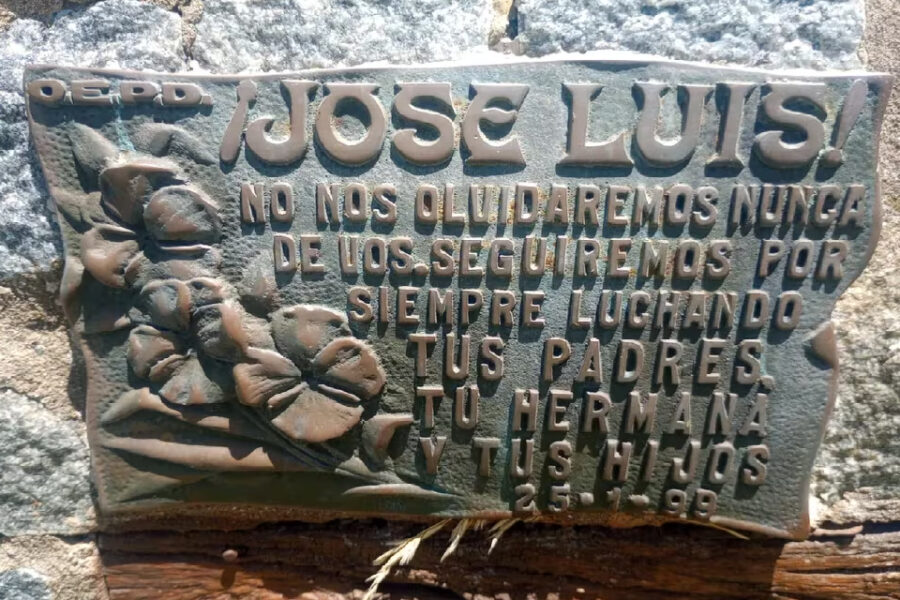 Q.E.P.D.
¡JOSE LUIS!
NO NOS OLVIDAREMOS NUNCA
DE VOS.SEGUIREMOS POR
SIEMPRE LUCHANDO
TUS PADRES.
TU HERMANA
Y TUS HIJOS
25-1-99